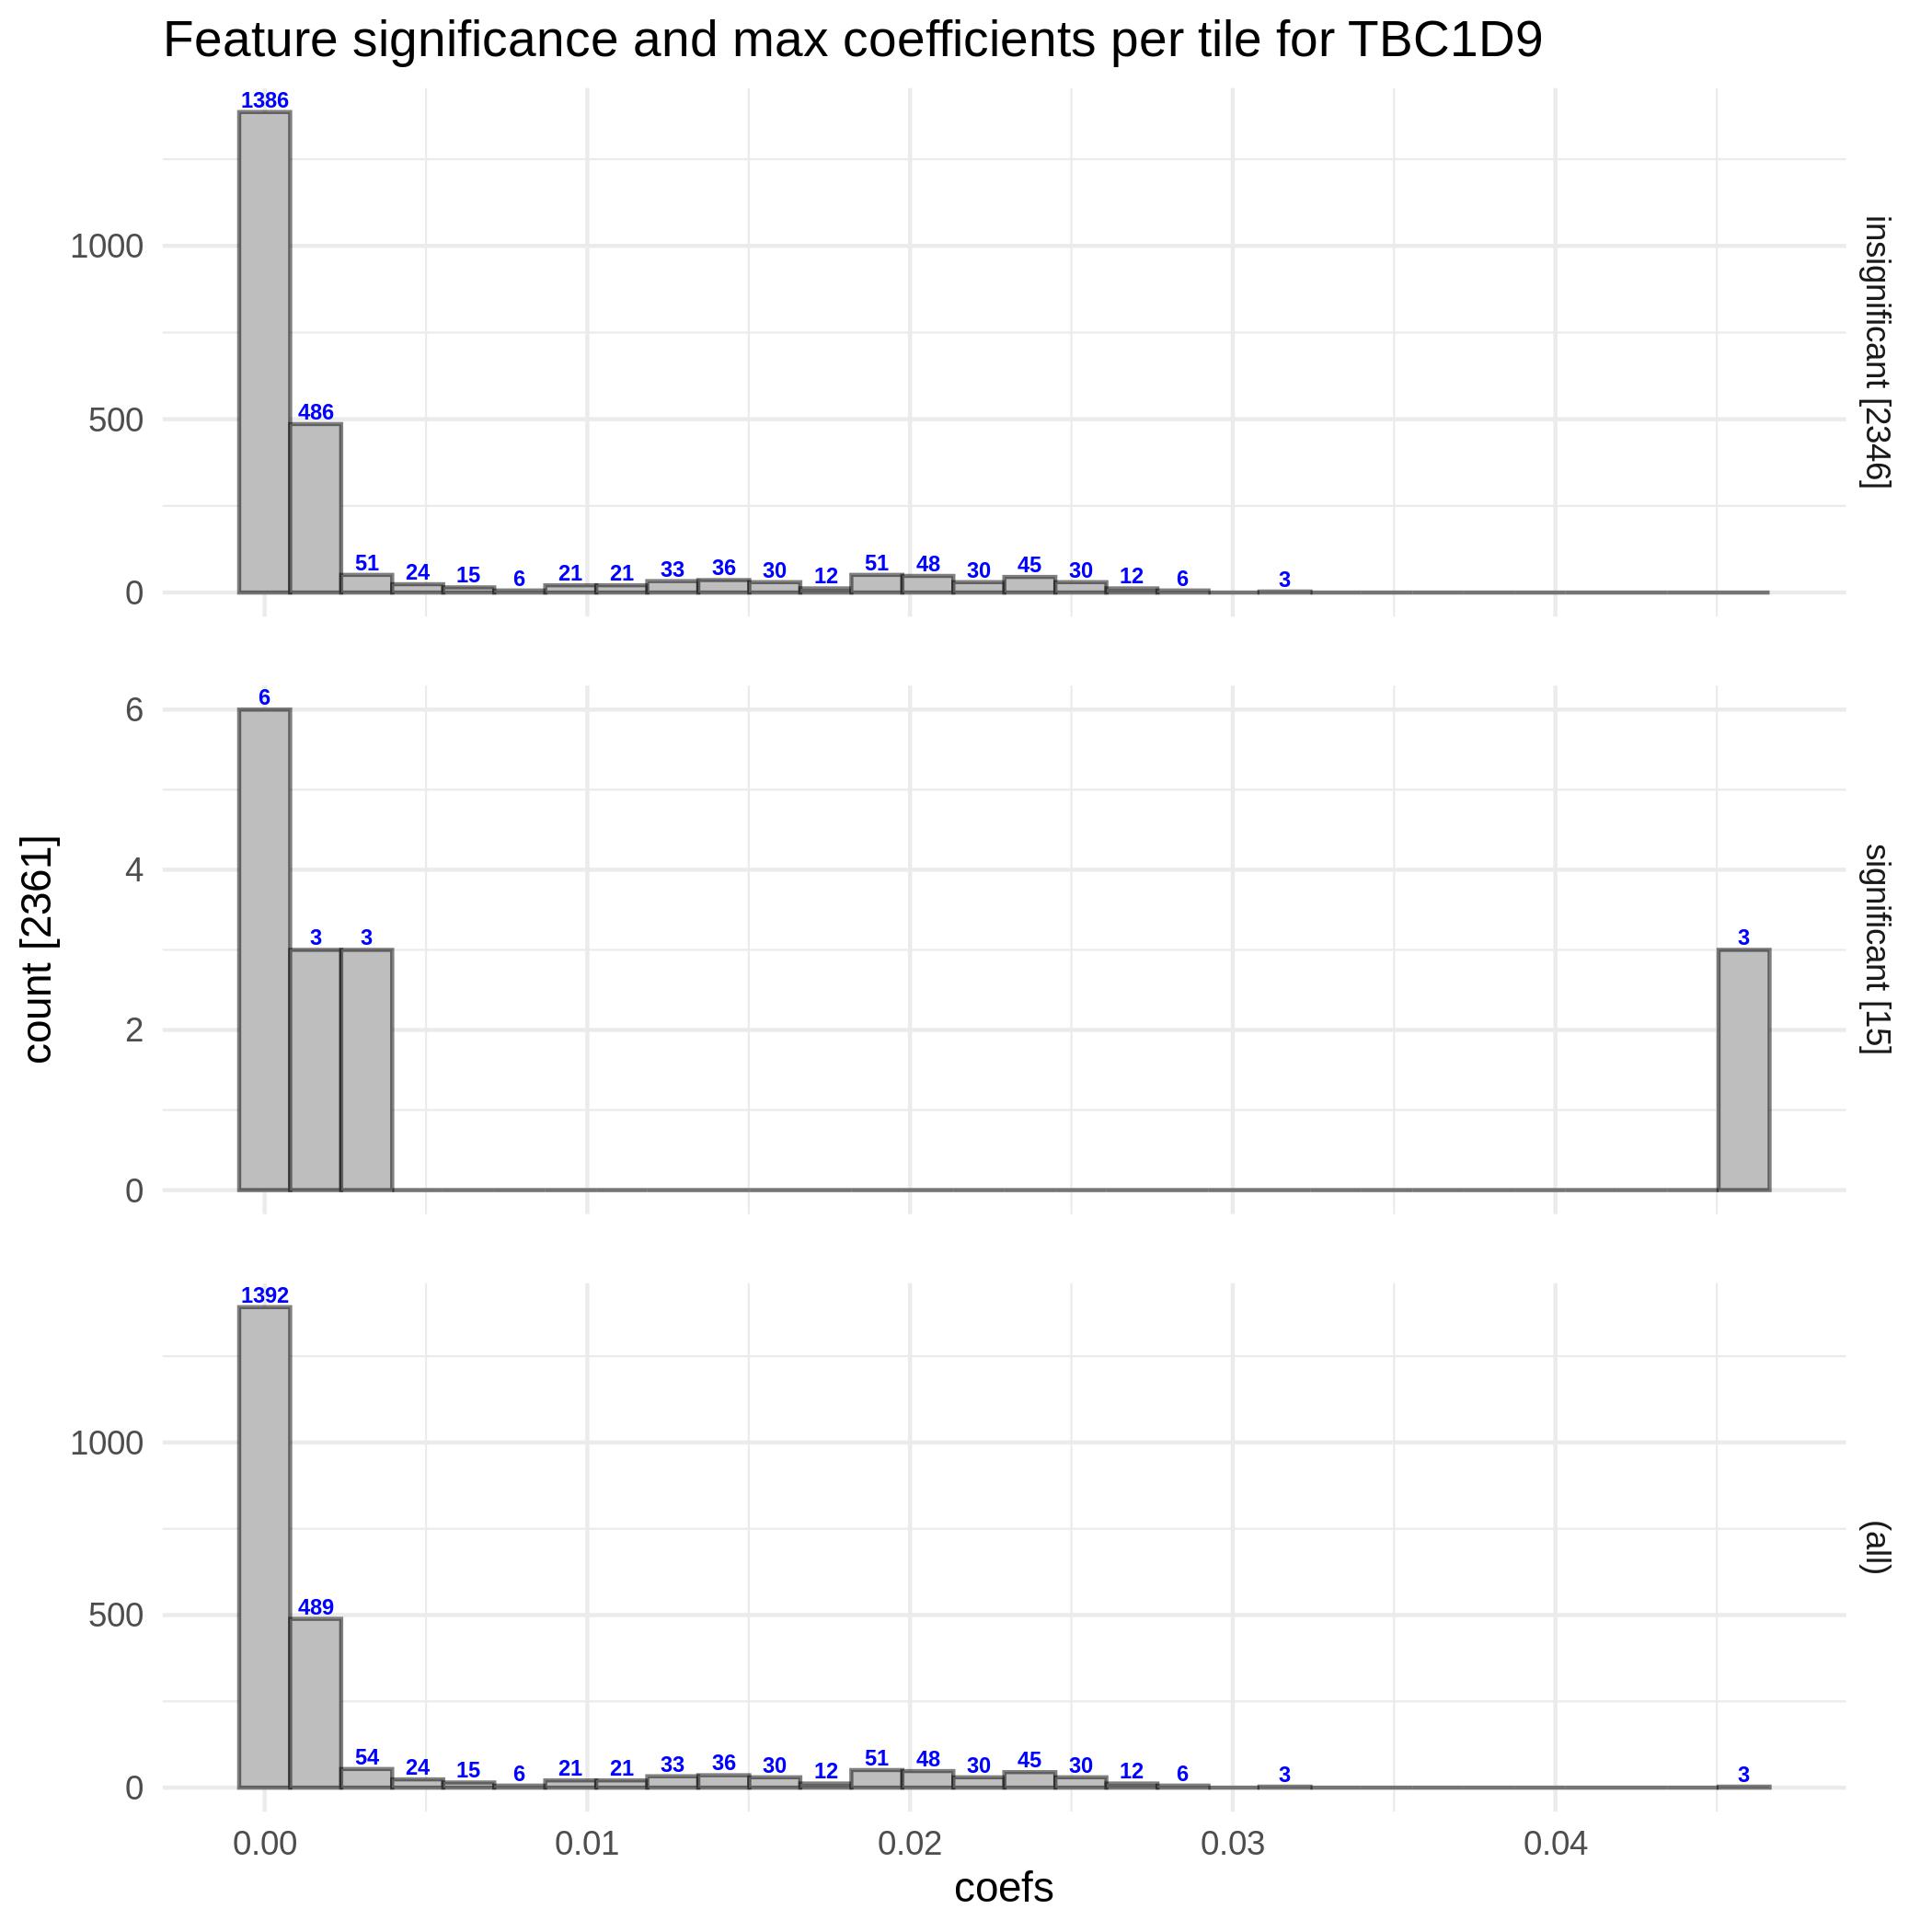 Feature significance and max coefficients per tile for TBC1D9
1386
486
51 24 15 6 21 21 33 36 30 12 51 48 30 45 30 12 6 3
1000
500
0
insignificant [2346]
6
3 3 3
6
4
2
0
significant [15]
count [2361]
1392
489
54 24 15 6 21 21 33 36 30 12 51 48 30 45 30 12 6 3 3
1000
500
0
(all)
0.00 0.01 0.02 0.03 0.04
coefs